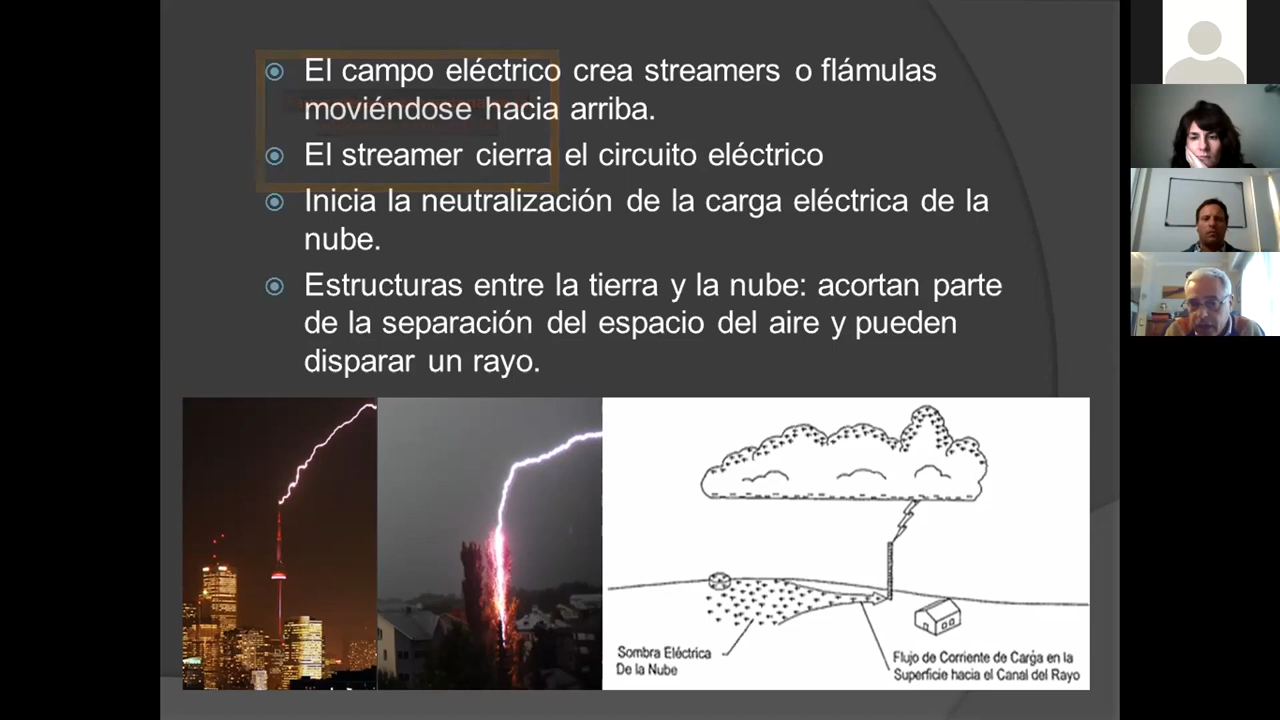 El campo eléctrico crea streamers o flámulas
moviéndose hacia arriba.
El streamer cierra el circuito eléctrico
Inicia la neutralización de la carga eléctrica de la
nube.
Estructuras entre la tierra y la nube: acortan parte
de la separación del espacio del aire y pueden
disparar un rayo.
Sombra Eléctrica
De la Nube
Flujo de Corriente de Carga en la
Superficie hacia el Canal del Rayo